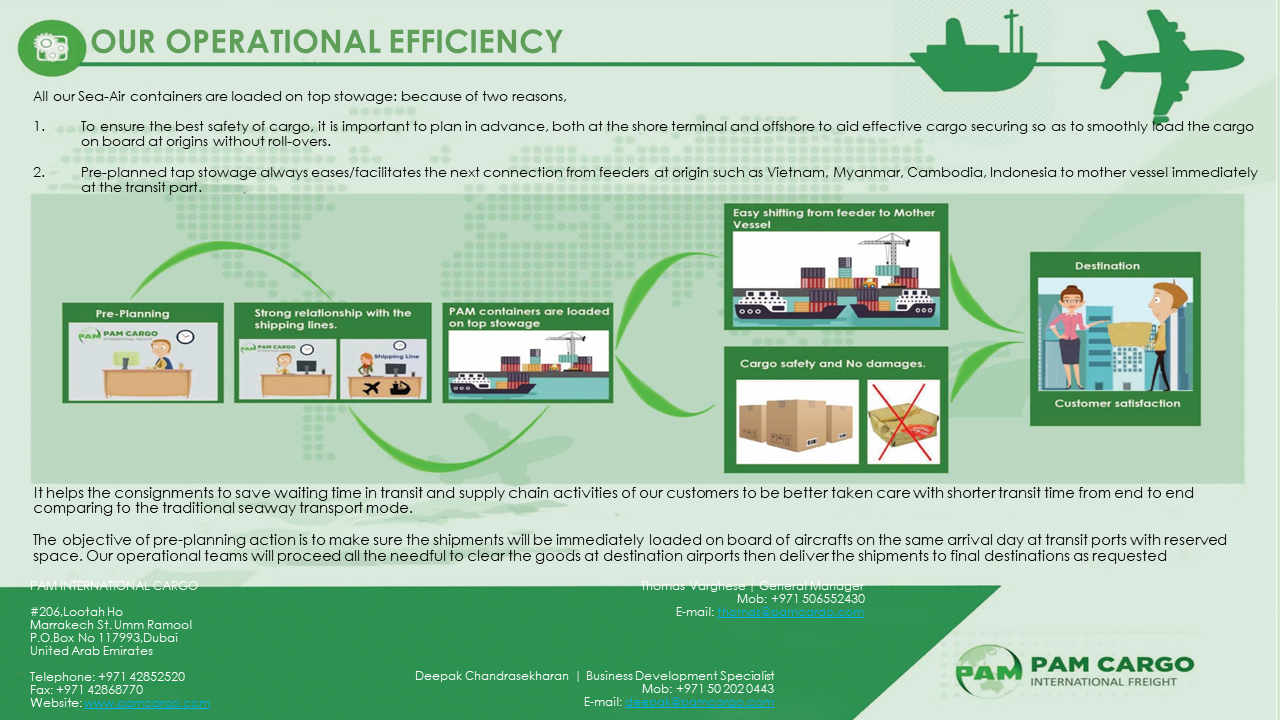 OUR OPERATIONAL EFFICIENCY
All our Sea-Air containers are loaded on top stowage: because of two reasons,
1. To ensure the best safety of cargo, it is important to plan in advance, both at the shore terminal and offshore to aid effective cargo securing so as to smoothly load the cargo
on board at origins without roll-overs.
2. Pre-planned tap stowage always eases/facilitates the next connection from feeders at origin such as Vietnam, Myanmar, Cambodia, Indonesia to mother vessel immediately
at the transit part.
Pre-Planning
PAM PAM CARGO
INTERNATIONAL FREIGHT
Strong relationship with the
shipping lines.
PAM PAM CARGO
INTERNATIONAL FREIGHT
Shipping Line
PAM containers are loaded
on top stowage
Easy shifting from feeder to Mother
Vessel
Cargo safety and No damages.
Destination
Customer satisfaction
It helps the consignments to save waiting time in transit and supply chain activities of our customers to be better taken care with shorter transit time from end to end
comparing to the traditional seaway transport mode.
The objective of pre-planning action is to make sure the shipments will be immediately loaded on board of aircrafts on the same arrival day at transit ports with reserved
space. Our operational teams will proceed all the needful to clear the goods at destination airports then deliver the shipments to final destinations as requested
PAM INTERNATIONAL CARGO
#206,Lootah Ho
Marrakech St. Umm Ramool
P.O.Box No 117993,Dubai
United Arab Emirates
Telephone: +971 42852520
Fax: +971 42868770
Website: www.pamcargo.com
Thomas Varghese | General Manager
Mob: +971 506552430
E-mail: thomas@pamcargo.com
Deepak Chandrasekharan | Business Development Specialist
Mob: +971 50 202 0443
E-mail: deepak@pamcargo.com
PAM PAM CARGO
INTERNATIONAL FREIGHT